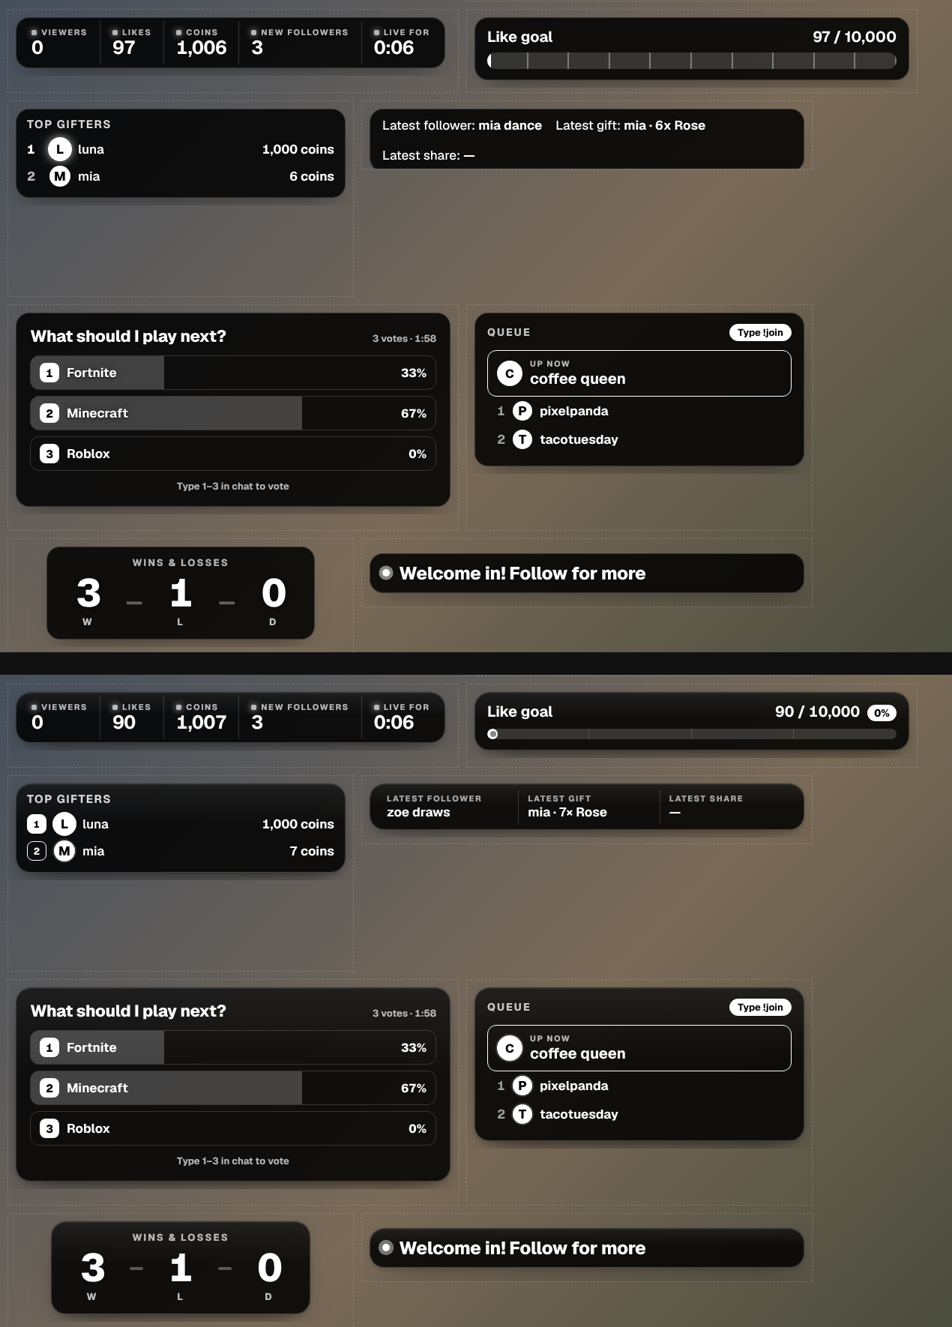 VIEWERS LIKES COINS NEW FOLLOWERS LIVE FOR
0 97 1,006 3 0:06
Like goal 97 / 10,000
TOP GIFTERS
1 L luna 1,000 coins
2 M mia 6 coins
Latest follower: mia dance Latest gift: mia · 6x Rose
Latest share: —
What should I play next? 3 votes · 1:58
1 Fortnite 33%
2 Minecraft 67%
3 Roblox 0%
Type 1–3 in chat to vote
QUEUE Type !join
C UP NOW
coffee queen
1 P pixelpanda
2 T tacotuesday
WINS & LOSSES
3 – 1 – 0
W L D
Welcome in! Follow for more
VIEWERS LIKES COINS NEW FOLLOWERS LIVE FOR
0 90 1,007 3 0:06
Like goal 90 / 10,000 0%
TOP GIFTERS
1 L luna 1,000 coins
2 M mia 7 coins
LATEST FOLLOWER LATEST GIFT LATEST SHARE
zoe draws mia · 7× Rose —
What should I play next? 3 votes · 1:58
1 Fortnite 33%
2 Minecraft 67%
3 Roblox 0%
Type 1–3 in chat to vote
QUEUE Type !join
C UP NOW
coffee queen
1 P pixelpanda
2 T tacotuesday
WINS & LOSSES
3 – 1 – 0
W L D
Welcome in! Follow for more